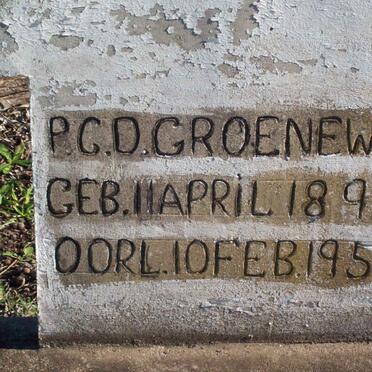 P.C.D GROENEW
GEB. 11 APRIL 189
OORL. 10 FEB. 195